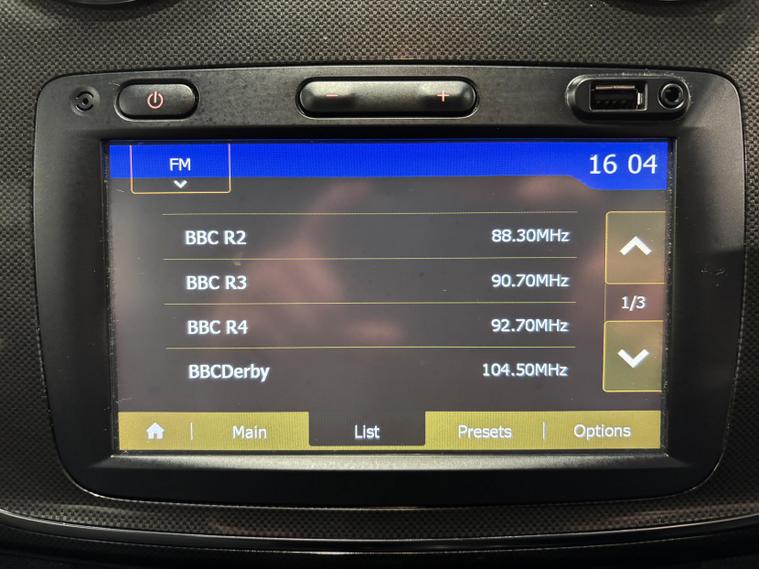 − +
FM 16 04
BBC R2 88.30MHz
BBC R3 90.70MHz
1/3
BBC R4 92.70MHz
BBCDerby 104.50MHz
Main List Presets Options